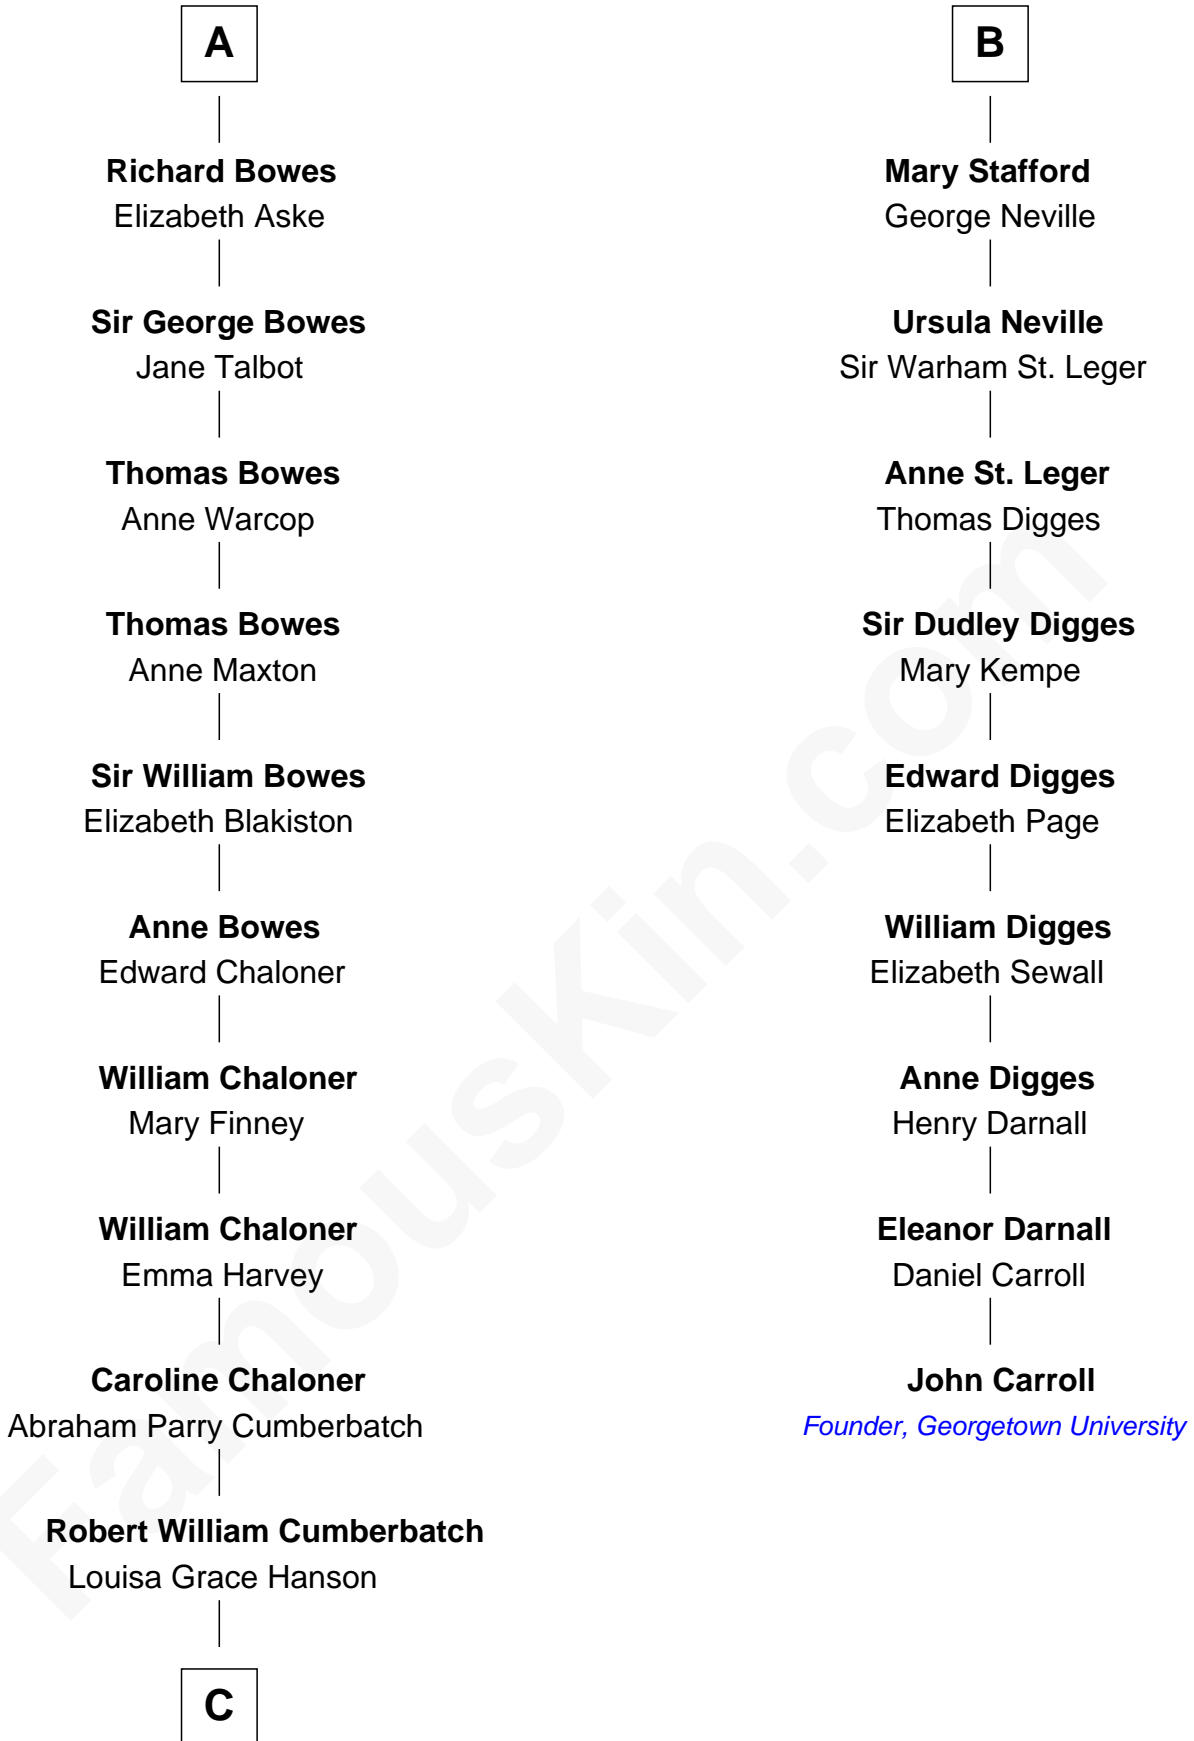 A
Richard Bowes
Elizabeth Aske
Sir George Bowes
Jane Talbot
Thomas Bowes
Anne Warcop
Thomas Bowes
Anne Maxton
Sir William Bowes
Elizabeth Blakiston
Anne Bowes
Edward Chaloner
William Chaloner
Mary Finney
William Chaloner
Emma Harvey
Caroline Chaloner
Abraham Parry Cumberbatch
Robert William Cumberbatch
Louisa Grace Hanson
C
B
Mary Stafford
George Neville
Ursula Neville
Sir Warham St. Leger
Anne St. Leger
Thomas Digges
Sir Dudley Digges
Mary Kempe
Edward Digges
Elizabeth Page
William Digges
Elizabeth Sewall
Anne Digges
Henry Darnall
Eleanor Darnall
Daniel Carroll
John Carroll
Founder, Georgetown University
FamousKin.com